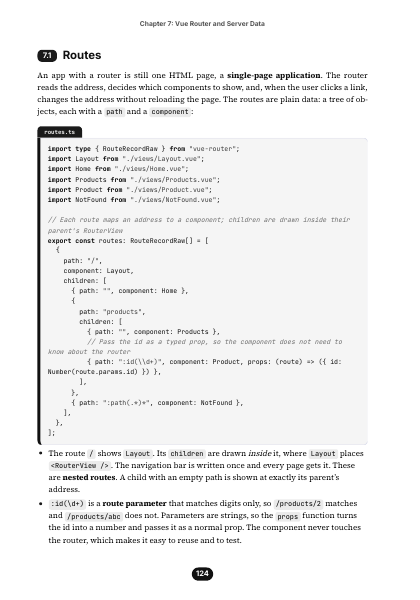 Chapter 7: Vue Router and Server Data
7.1 Routes
An app with a router is still one HTML page, a single-page application. The router
reads the address, decides which components to show, and, when the user clicks a link,
changes the address without reloading the page. The routes are plain data: a tree of ob-
jects, each with a path and a component:
routes.ts
import type { RouteRecordRaw } from "vue-router";
import Layout from "./views/Layout.vue";
import Home from "./views/Home.vue";
import Products from "./views/Products.vue";
import Product from "./views/Product.vue";
import NotFound from "./views/NotFound.vue";
// Each route maps an address to a component; children are drawn inside their
parent's RouterView
export const routes: RouteRecordRaw[] = [
{
path: "/",
component: Layout,
children: [
{ path: "", component: Home },
{
path: "products",
children: [
{ path: "", component: Products },
// Pass the id as a typed prop, so the component does not need to
know about the router
{ path: ":id(\\d+)", component: Product, props: (route) => ({ id:
Number(route.params.id) }) },
],
},
{ path: ":path(.*)*", component: NotFound },
],
},
];
• The route / shows Layout. Its children are drawn inside it, where Layout places
<RouterView />. The navigation bar is written once and every page gets it. These
are nested routes. A child with an empty path is shown at exactly its parent's
address.
• :id(\d+) is a route parameter that matches digits only, so /products/2 matches
and /products/abc does not. Parameters are strings, so the props function turns
the id into a number and passes it as a normal prop. The component never touches
the router, which makes it easy to reuse and to test.
124